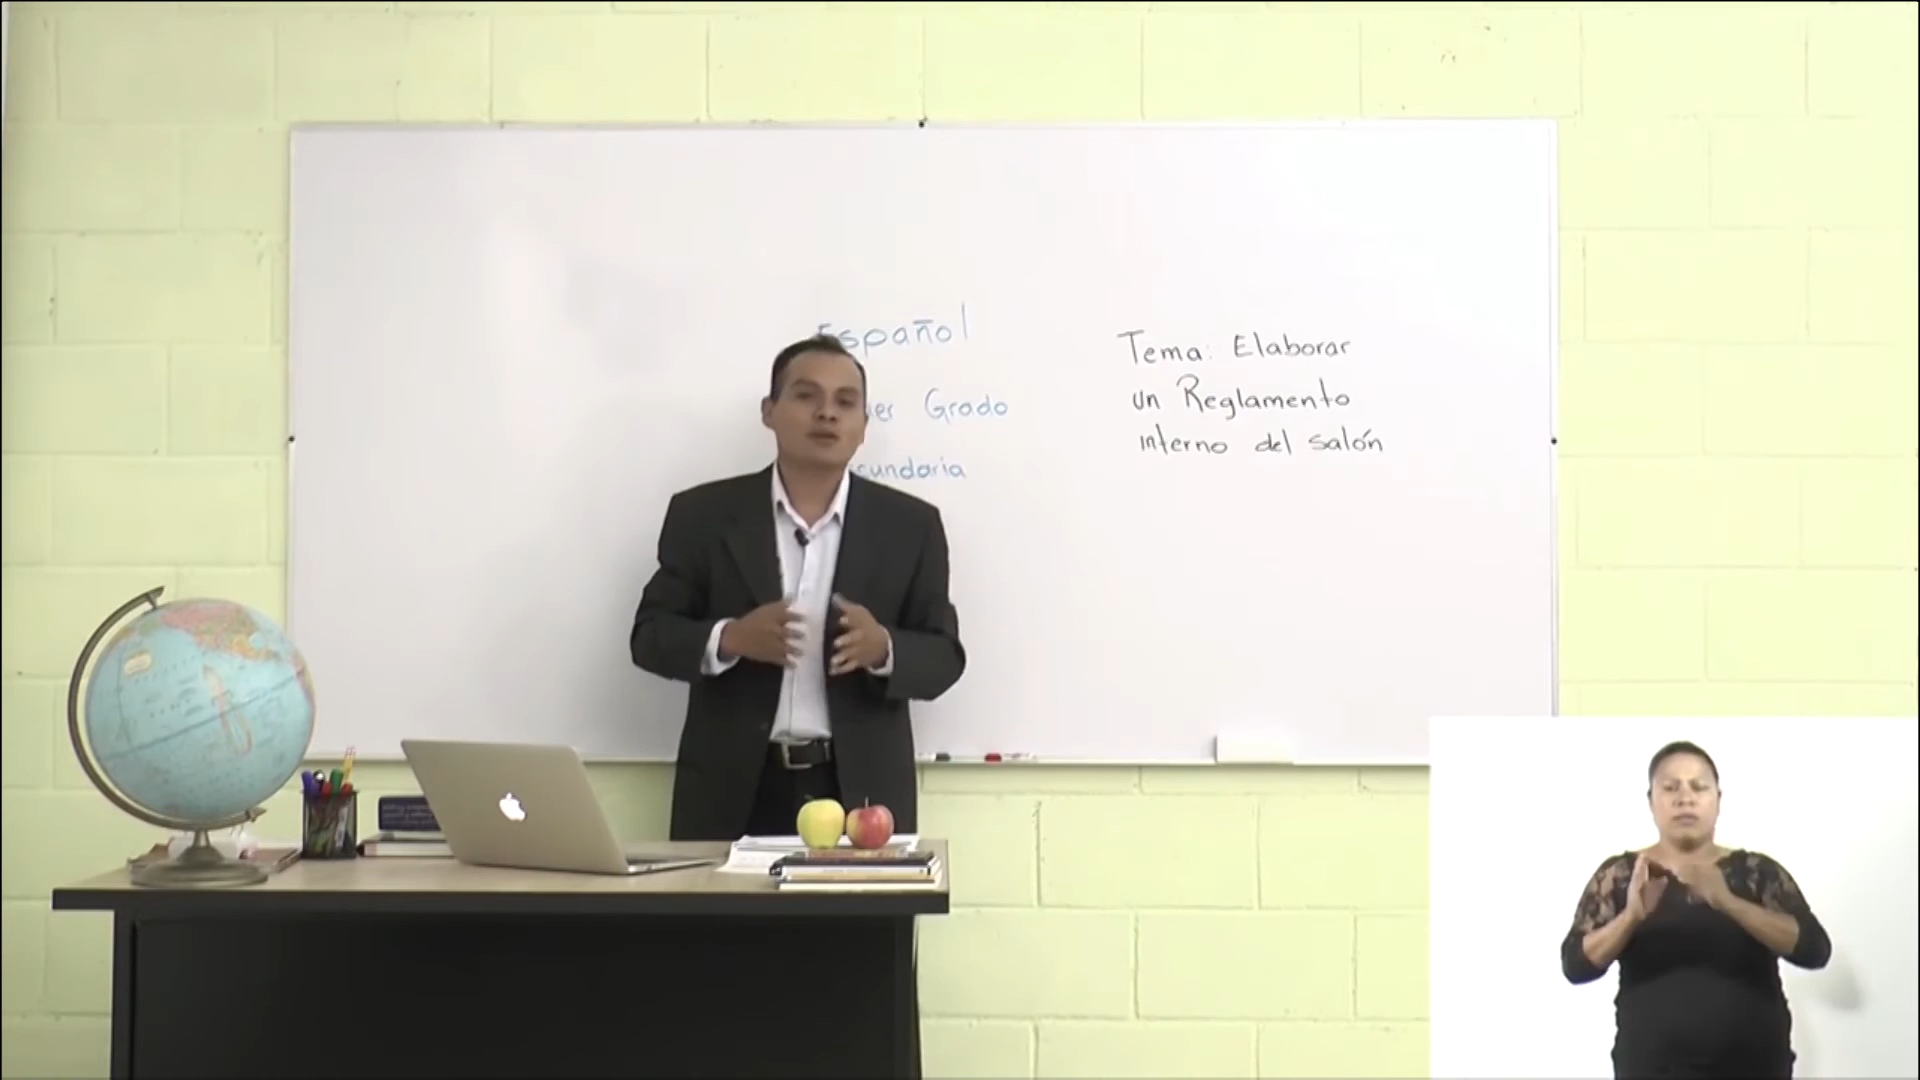 Español
Grado
Tema: Elaborar
un Reglamento
interno del salón